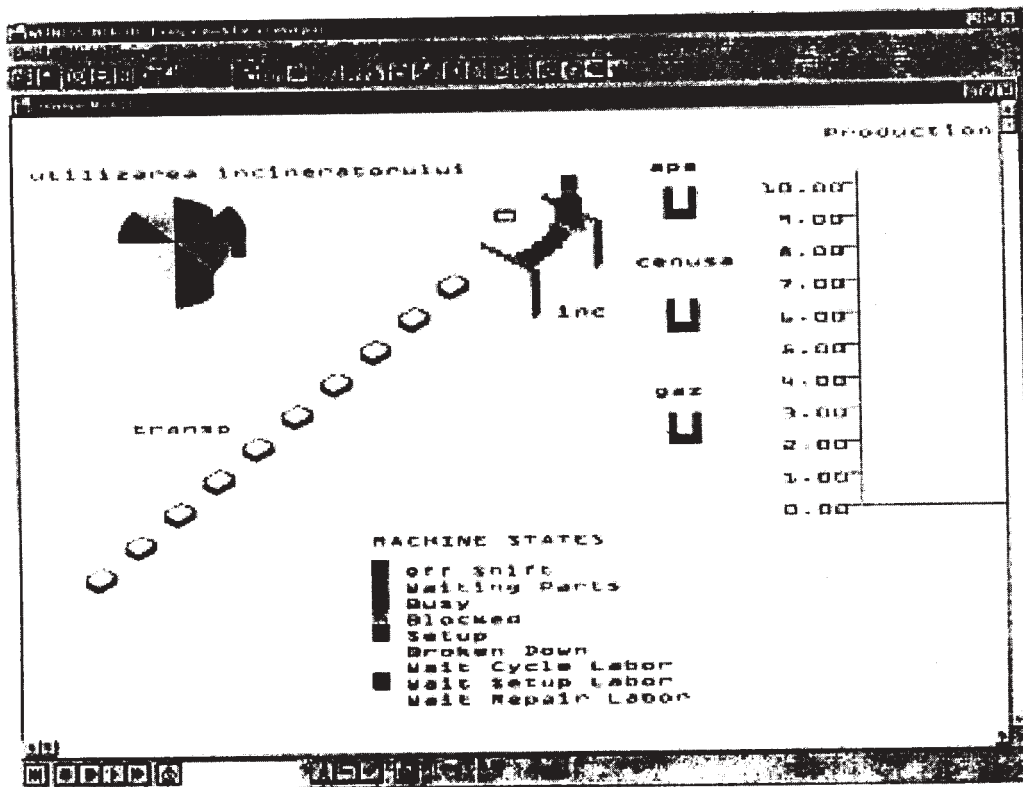 Production
utilizarea incineratorului
apa
10.00
9.00
8.00
cenusa
7.00
inc
6.00
5.00
4.00
gaz
3.00
transp
2.00
1.00
0.00
MACHINE STATES
Off Shift
Waiting Parts
Busy
Blocked
Setup
Broken Down
Wait Cycle Labor
Wait Setup Labor
Wait Repair Labor